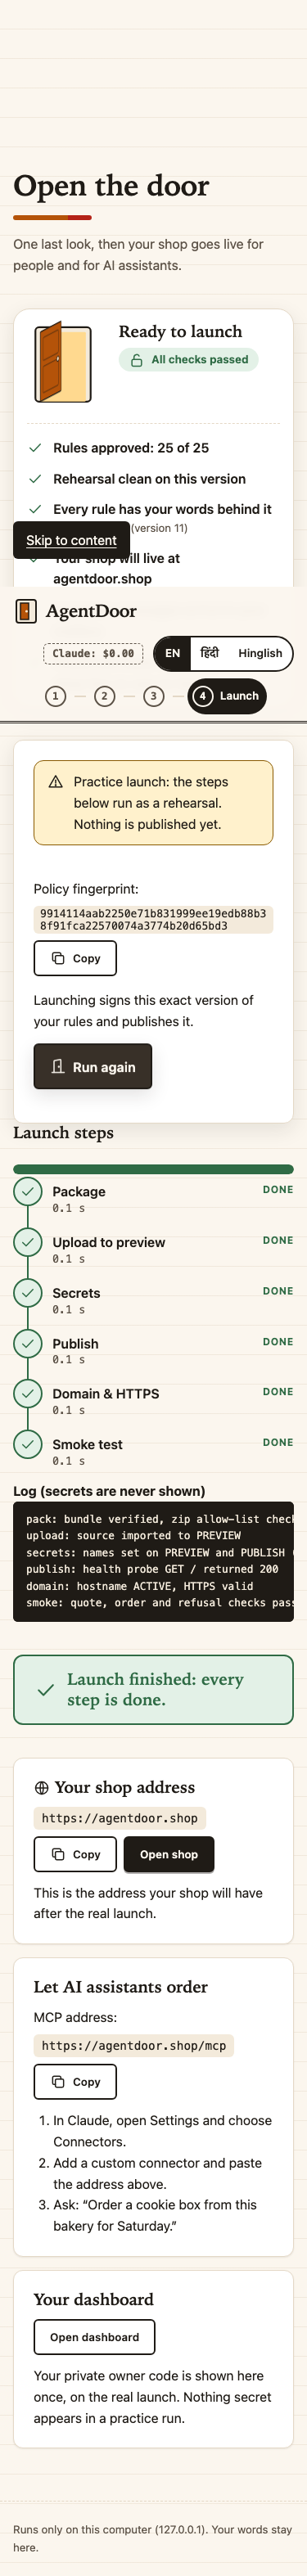 Open the door
One last look, then your shop goes live for
people and for AI assistants.
Ready to launch
All checks passed
Rules approved: 25 of 25
Rehearsal clean on this version
Every rule has your words behind it
(version 11)
Skip to content
Your shop will live at
agentdoor.shop
AgentDoor
Claude: $0.00
EN हिंदी Hinglish
1 2 3 4 Launch
Practice launch: the steps
below run as a rehearsal.
Nothing is published yet.
Policy fingerprint:
9914114aab2250e71b831999ee19edb88b3
8f91fca22570074a3774b20d65bd3
Copy
Launching signs this exact version of
your rules and publishes it.
Run again
Launch steps
Package DONE
0.1 s
Upload to preview DONE
0.1 s
Secrets DONE
0.1 s
Publish DONE
0.1 s
Domain & HTTPS DONE
0.1 s
Smoke test DONE
0.1 s
Log (secrets are never shown)
pack: bundle verified, zip allow-list
upload: source imported to PREVIEW
secrets: names set on PREVIEW and PUBLISH
publish: health probe GET / returned 200
domain: hostname ACTIVE, HTTPS valid
smoke: quote, order and refusal checks
Launch finished: every
step is done.
Your shop address
https://agentdoor.shop
Copy Open shop
This is the address your shop will have
after the real launch.
Let AI assistants order
MCP address:
https://agentdoor.shop/mcp
Copy
1. In Claude, open Settings and choose
Connectors.
2. Add a custom connector and paste
the address above.
3. Ask: “Order a cookie box from this
bakery for Saturday.”
Your dashboard
Open dashboard
Your private owner code is shown here
once, on the real launch. Nothing secret
appears in a practice run.
Runs only on this computer (127.0.0.1). Your words stay
here.